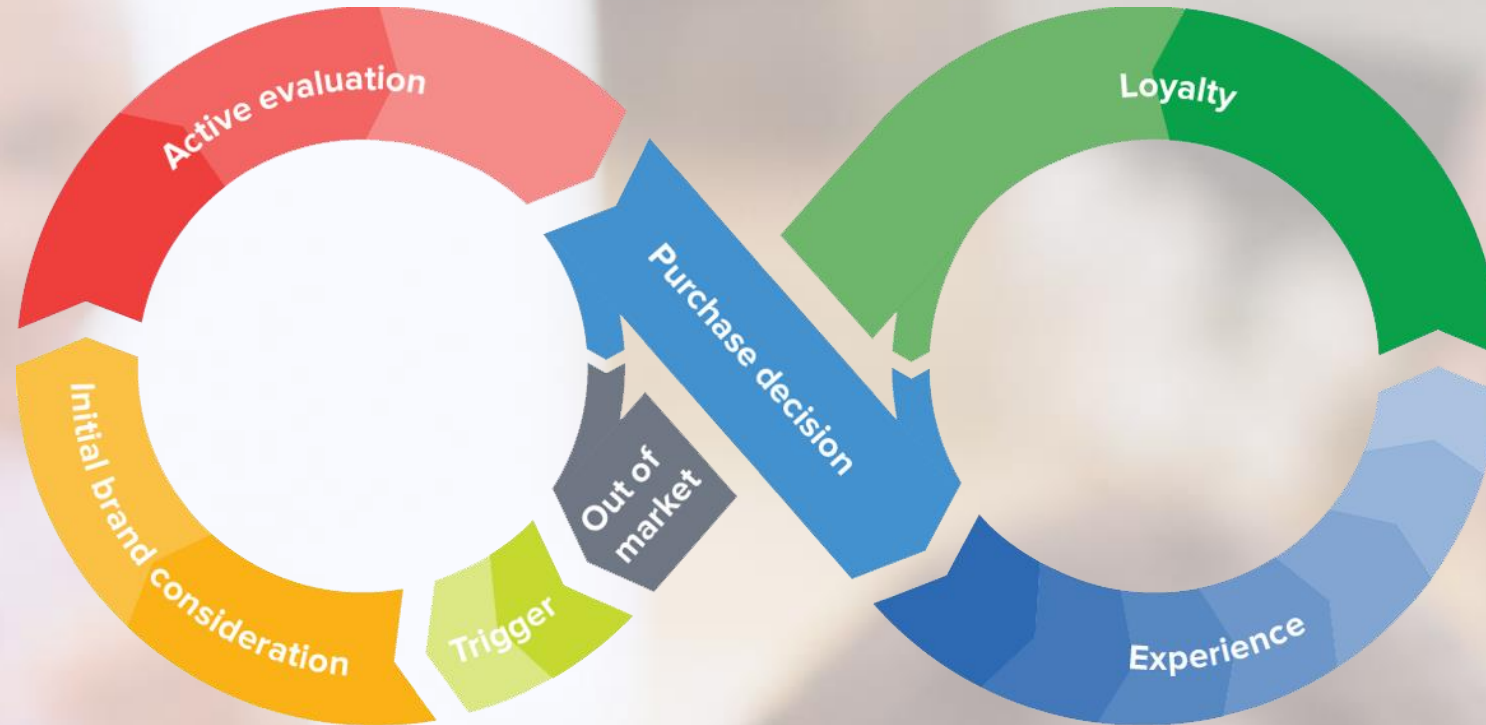 Active evaluation
Loyalty
Purchase decision
Initial brand consideration
Out of
market
Trigger
Experience